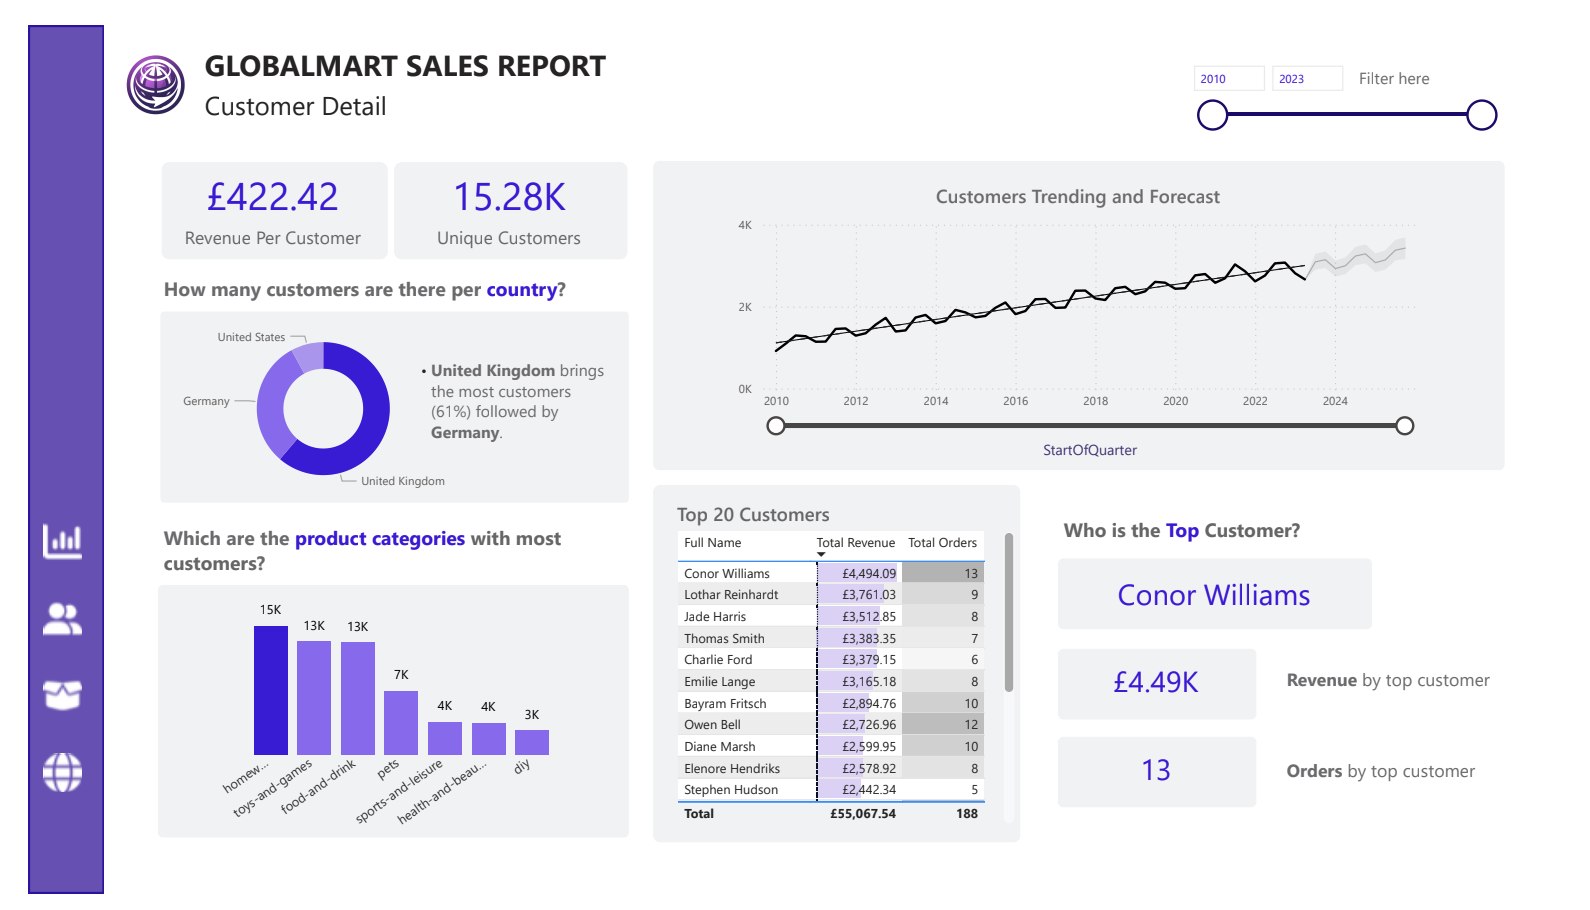 GLOBALMART SALES REPORT
Customer Detail
2010
2023
Filter here
£422.42
Revenue Per Customer
15.28K
Unique Customers
How many customers are there per country?
United States
Germany
United Kingdom
• United Kingdom brings
the most customers
(61%) followed by
Germany.
Which are the product categories with most
customers?
15K
13K
13K
7K
4K
4K
3K
homew...
toys-and-games
food-and-drink
pets
sports-and-leisure
health-and-beau...
diy
Customers Trending and Forecast
4K
2K
0K
2010 2012 2014 2016 2018 2020 2022 2024
StartOfQuarter
Top 20 Customers
Full Name Total Revenue Total Orders
Conor Williams £4,494.09 13
Lothar Reinhardt £3,761.03 9
Jade Harris £3,512.85 8
Thomas Smith £3,383.35 7
Charlie Ford £3,379.15 6
Emilie Lange £3,165.18 8
Bayram Fritsch £2,894.76 10
Owen Bell £2,726.96 12
Diane Marsh £2,599.95 10
Elenore Hendriks £2,578.92 8
Stephen Hudson £2,442.34 5
Total £55,067.54 188
Who is the Top Customer?
Conor Williams
£4.49K
Revenue by top customer
13
Orders by top customer